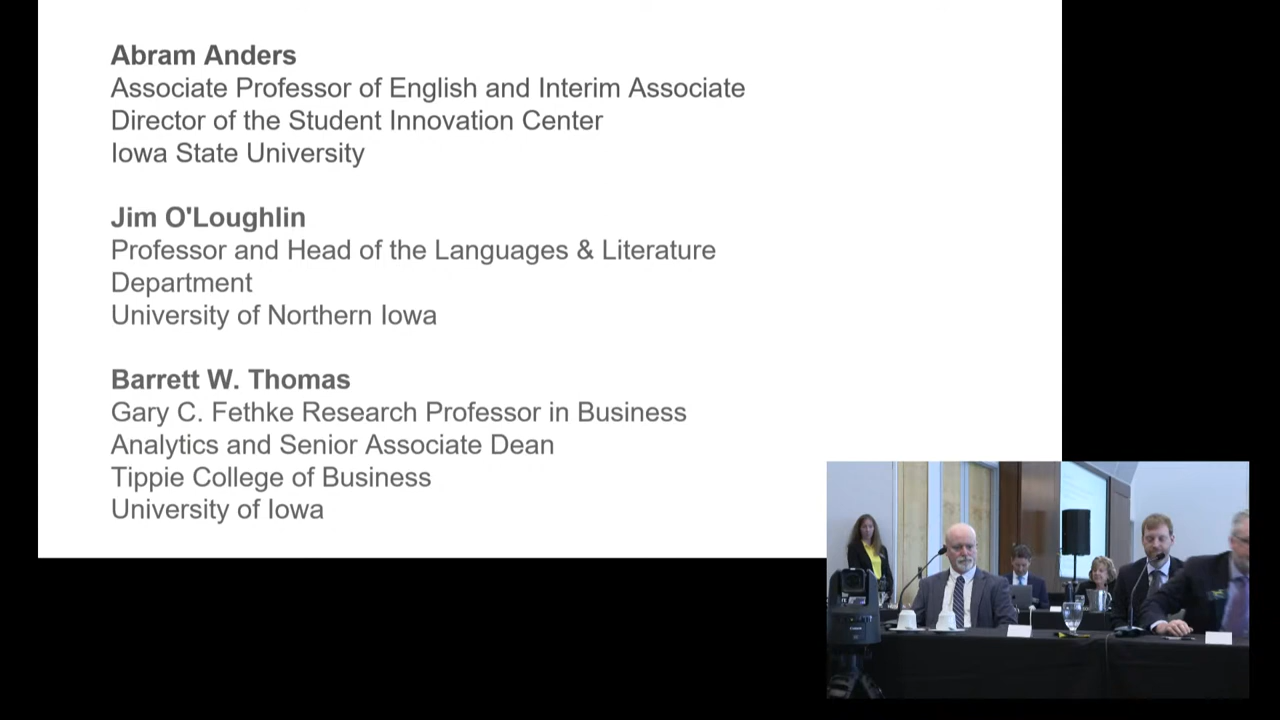 Abram Anders
Associate Professor of English and Interim Associate
Director of the Student Innovation Center
Iowa State University
Jim O'Loughlin
Professor and Head of the Languages & Literature
Department
University of Northern Iowa
Barrett W. Thomas
Gary C. Fethke Research Professor in Business
Analytics and Senior Associate Dean
Tippie College of Business
University of Iowa